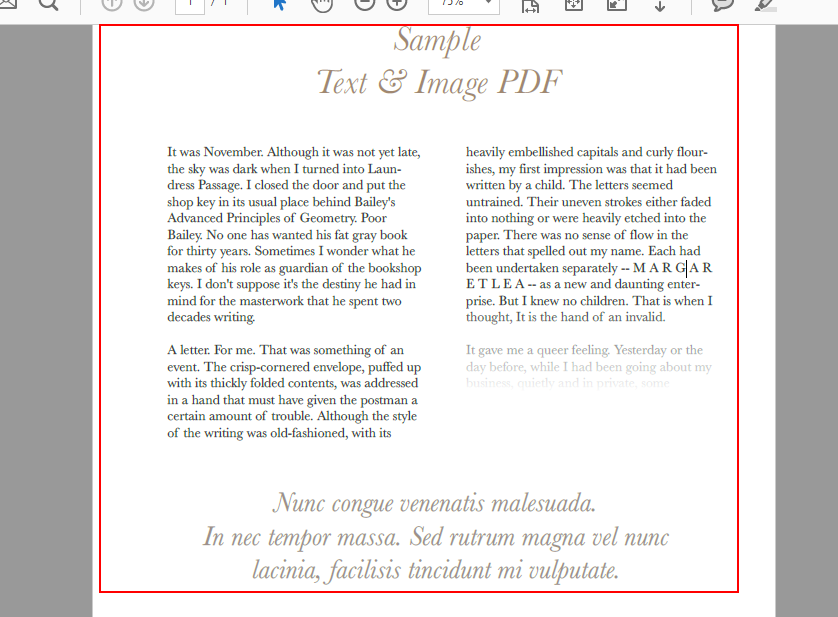 1 / 1
75%
Sample
Text & Image PDF
It was November. Although it was not yet late,
the sky was dark when I turned into Laun-
dress Passage. I closed the door and put the
shop key in its usual place behind Bailey's
Advanced Principles of Geometry. Poor
Bailey. No one has wanted his fat gray book
for thirty years. Sometimes I wonder what he
makes of his role as guardian of the bookshop
keys. I don't suppose it's the destiny he had in
mind for the masterwork that he spent two
decades writing.
A letter. For me. That was something of an
event. The crisp-cornered envelope, puffed up
with its thickly folded contents, was addressed
in a hand that must have given the postman a
certain amount of trouble. Although the style
of the writing was old-fashioned, with its
heavily embellished capitals and curly flour-
ishes, my first impression was that it had been
written by a child. The letters seemed
untrained. Their uneven strokes either faded
into nothing or were heavily etched into the
paper. There was no sense of flow in the
letters that spelled out my name. Each had
been undertaken separately -- M A R G A R
E T L E A -- as a new and daunting enter-
prise. But I knew no children. That is when I
thought, It is the hand of an invalid.
It gave me a queer feeling. Yesterday or the
day before, while I had been going about my
business, quietly and in private, some
Nunc congue venenatis malesuada.
In nec tempor massa. Sed rutrum magna vel nunc
lacinia, facilisis tincidunt mi vulputate.